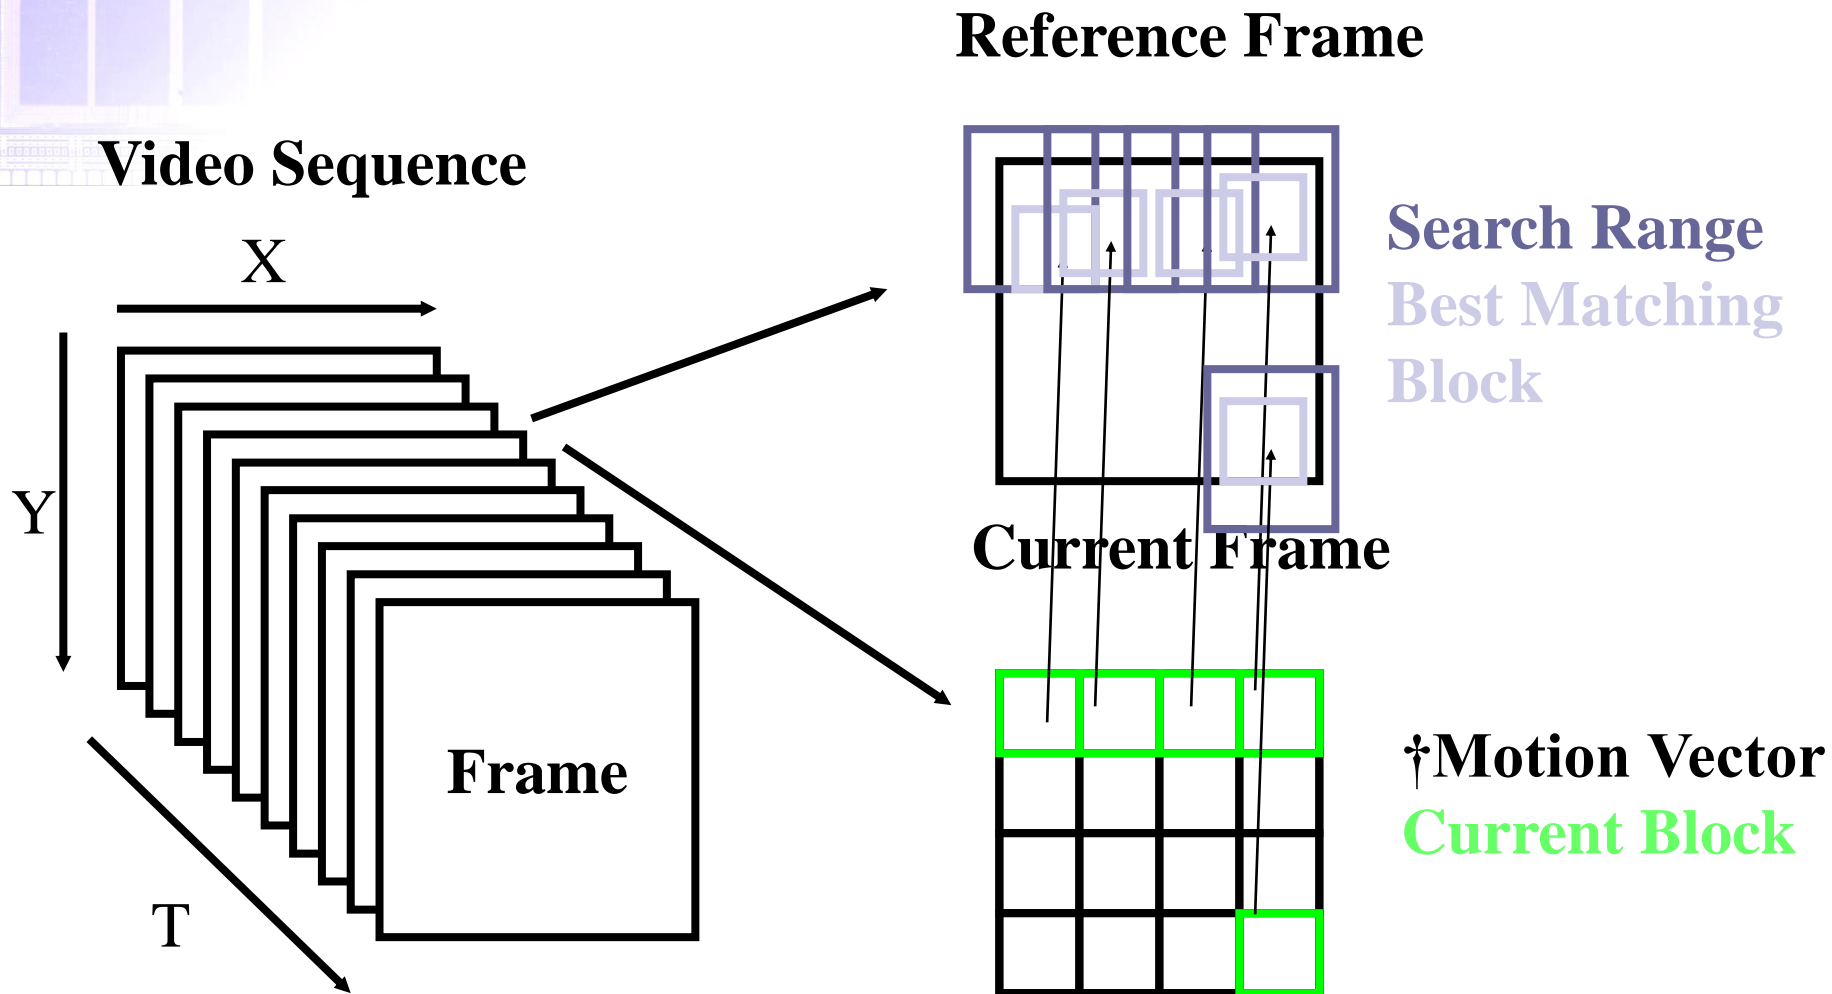 Reference Frame
Video Sequence
X
Search Range
Best Matching
Block
Y
Current Frame
Frame
†Motion Vector
Current Block
T